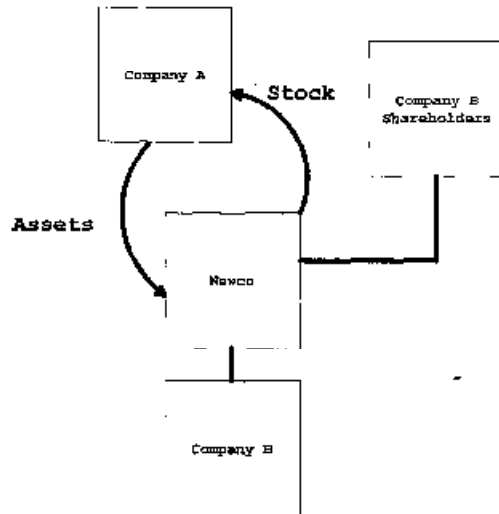 Company A
Stock
Company B
Shareholders
Assets
Newco
Company B